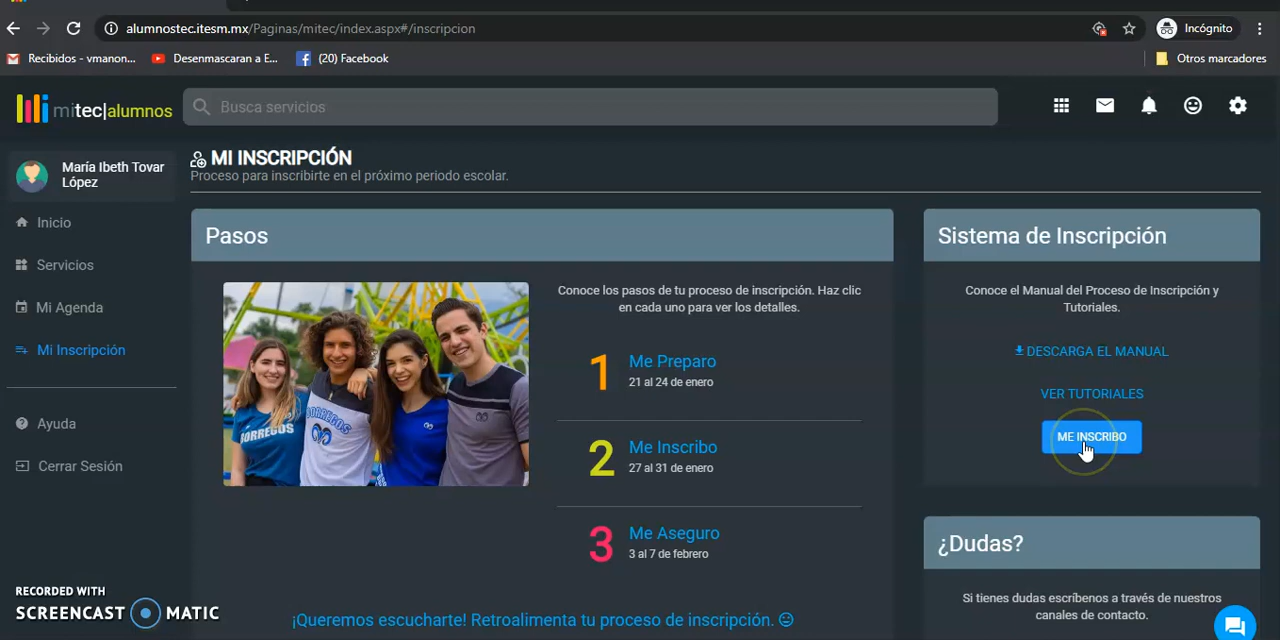 alumnostec.itesm.mx/Paginas/mitec/index.aspx#/inscripcion
Incógnito
Recibidos - vmanon...
Desenmascaran a E...
(20) Facebook
Otros marcadores
mitec|alumnos
Busca servicios
María Ibeth Tovar
López
Inicio
Servicios
Mi Agenda
Mi Inscripción
Ayuda
Cerrar Sesión
MI INSCRIPCIÓN
Proceso para inscribirte en el próximo periodo escolar.
Pasos
BORREGOS
BORREGOS
Conoce los pasos de tu proceso de inscripción. Haz clic
en cada uno para ver los detalles.
1 Me Preparo
21 al 24 de enero
2 Me Inscribo
27 al 31 de enero
3 Me Aseguro
3 al 7 de febrero
¡Queremos escucharte! Retroalimenta tu proceso de inscripción.
Sistema de Inscripción
Conoce el Manual del Proceso de Inscripción y
Tutoriales.
DESCARGA EL MANUAL
VER TUTORIALES
ME INSCRIBO
¿Dudas?
Si tienes dudas escríbenos a través de nuestros
canales de contacto.
RECORDED WITH
SCREENCAST MATIC